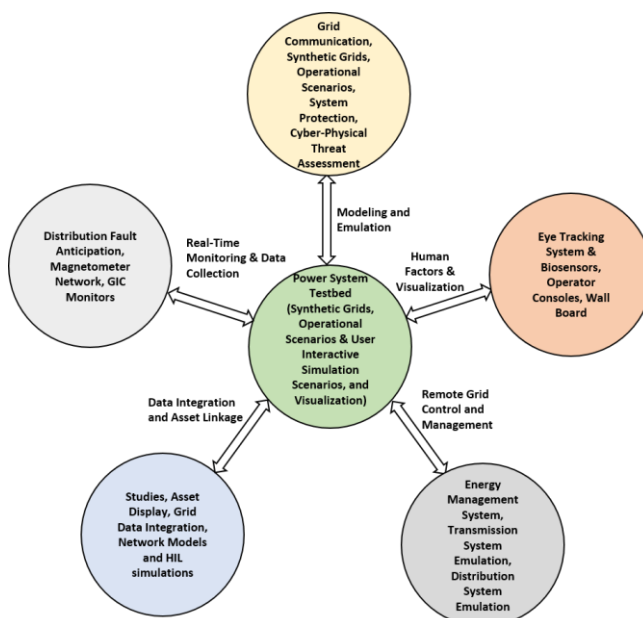 Grid
Communication,
Synthetic Grids,
Operational
Scenarios,
System
Protection,
Cyber-Physical
Threat
Assessment
Modeling and
Emulation
Distribution Fault
Anticipation,
Magnetometer
Network, GIC
Monitors
Real-Time
Monitoring & Data
Collection
Human
Factors &
Visualization
Eye Tracking
System &
Biosensors,
Operator
Consoles, Wall
Board
Power System
Testbed
(Synthetic Grids,
Operational
Scenarios & User
Interactive
Simulation
Scenarios, and
Visualization)
Data Integration
and Asset Linkage
Remote Grid
Control and
Management
Studies, Asset
Display, Grid
Data Integration,
Network Models
and HIL
simulations
Energy
Management
System,
Transmission
System
Emulation,
Distribution
System
Emulation